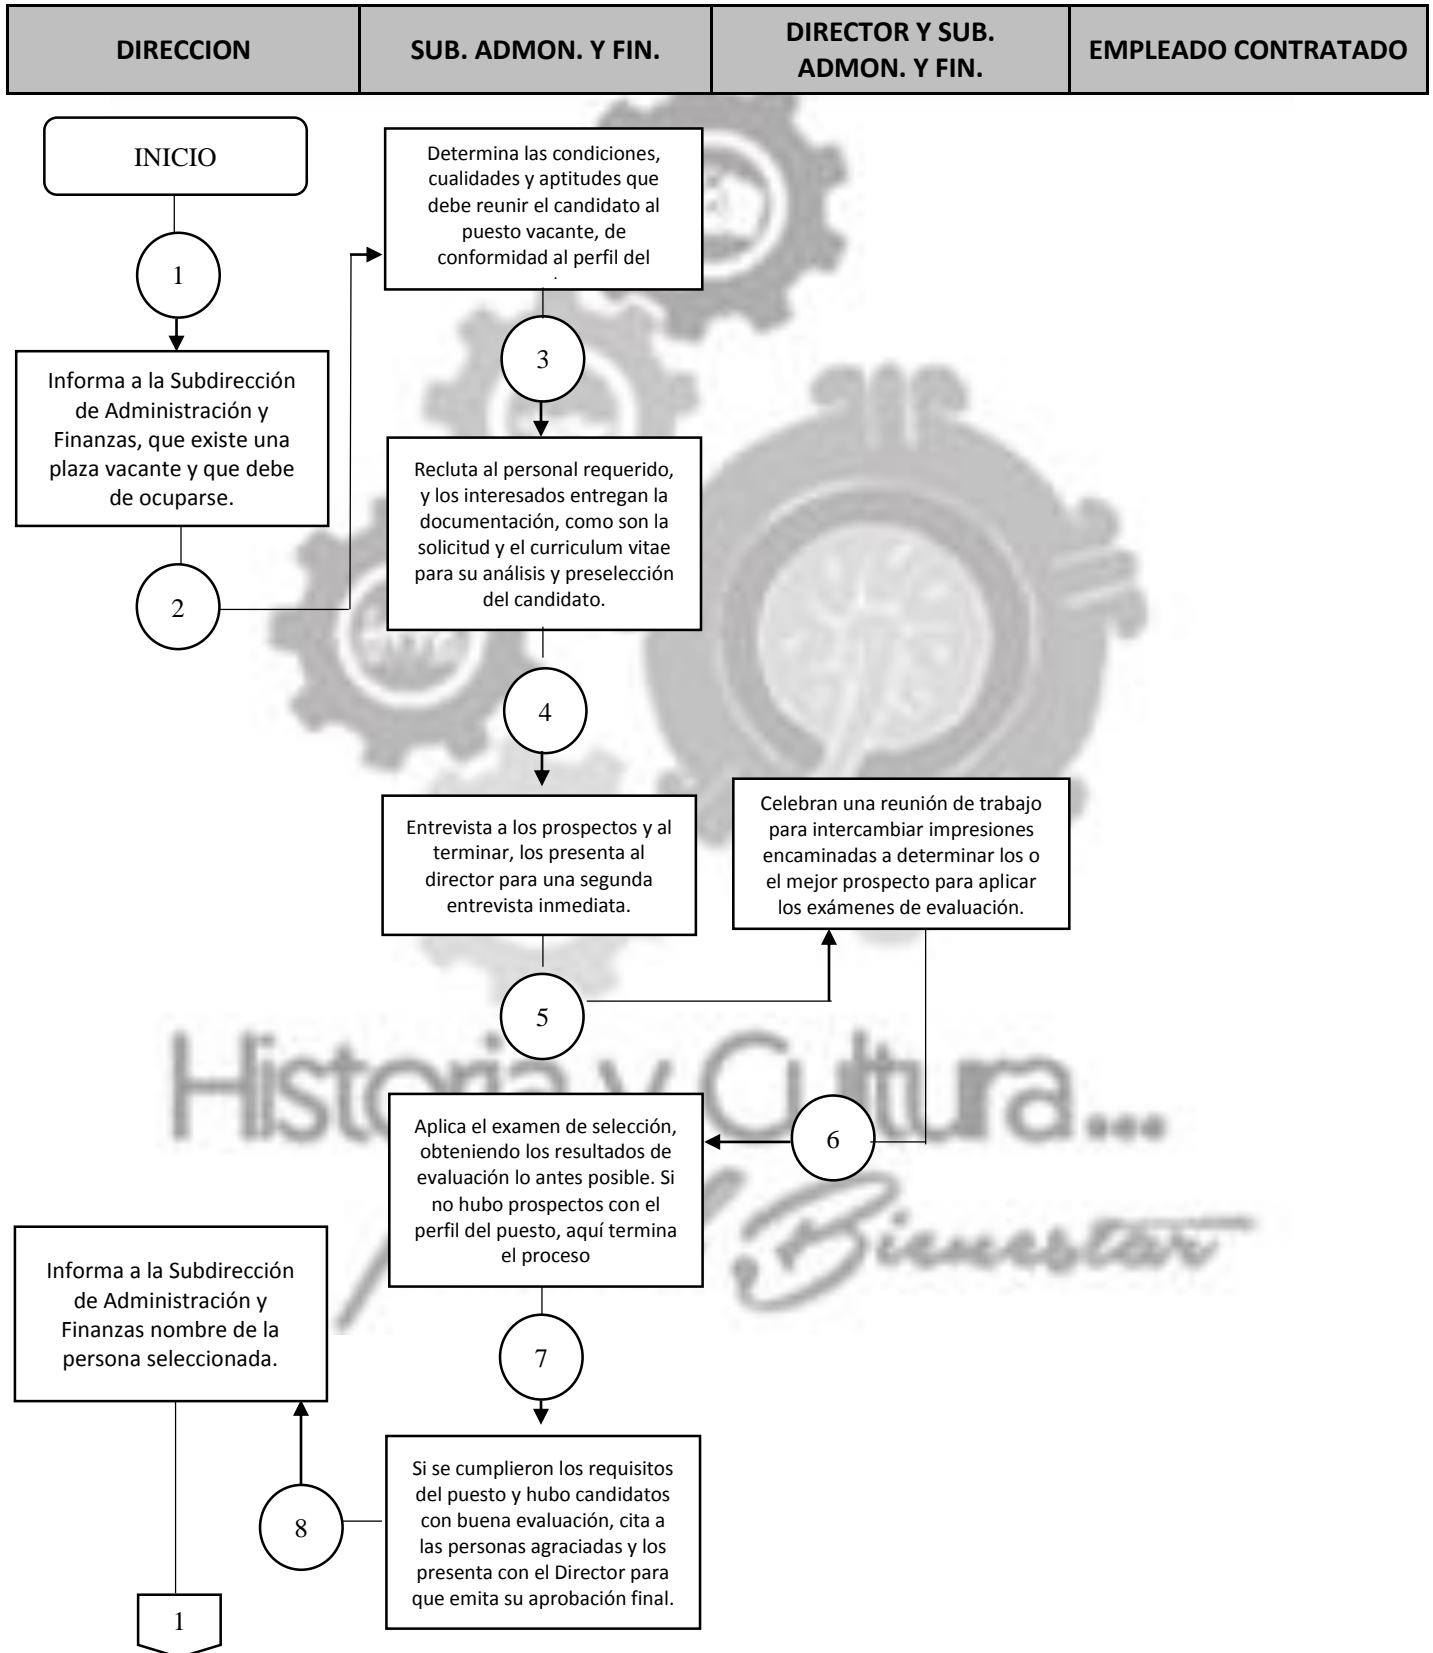 DIRECCION
SUB. ADMON. Y FIN.
DIRECTOR Y SUB.
ADMON. Y FIN.
EMPLEADO CONTRATADO
INICIO
1
Informa a la Subdirección
de Administración y
Finanzas, que existe una
plaza vacante y que debe
de ocuparse.
2
Determina las condiciones,
cualidades y aptitudes que
debe reunir el candidato al
puesto vacante, de
conformidad al perfil del
3
Recluta al personal requerido,
y los interesados entregan la
documentación, como son la
solicitud y el curriculum vitae
para su análisis y preselección
del candidato.
4
Entrevista a los prospectos y al
terminar, los presenta al
director para una segunda
entrevista inmediata.
5
Celebran una reunión de trabajo
para intercambiar impresiones
encaminadas a determinar los o
el mejor prospecto para aplicar
los exámenes de evaluación.
6
Aplica el examen de selección,
obteniendo los resultados de
evaluación lo antes posible. Si
no hubo prospectos con el
perfil del puesto, aquí termina
el proceso
7
Si se cumplieron los requisitos
del puesto y hubo candidatos
con buena evaluación, cita a
las personas agraciadas y los
presenta con el Director para
que emita su aprobación final.
8
Informa a la Subdirección
de Administración y
Finanzas nombre de la
persona seleccionada.
1
Historia y Cultura...
Bienestar